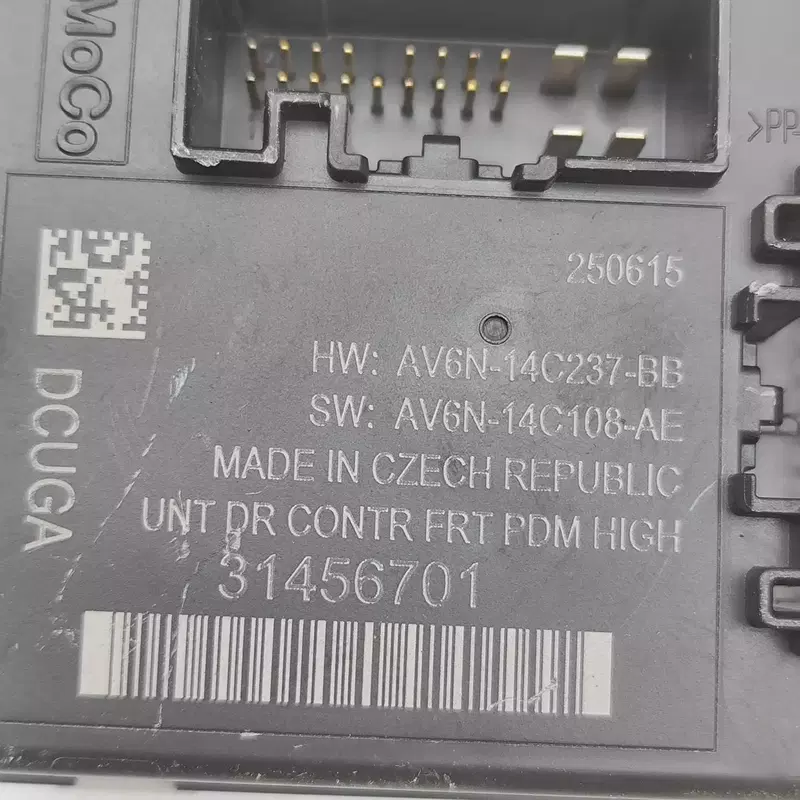 MoCo
>PP
250615
HW: AV6N-14C237-BB
SW: AV6N-14C108-AE
MADE IN CZECH REPUBLIC
UNT DR CONTR FRT PDM HIGH
31456701
DCUGA